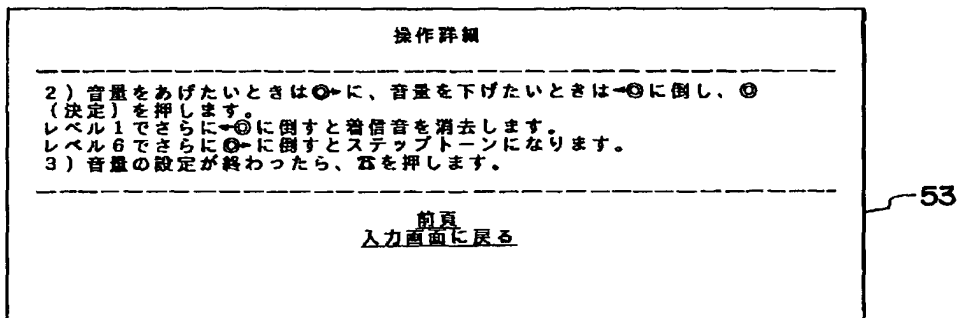 操作詳細
2)音量をあげたいときは◎▸に、音量を下げたいときは◂◎に倒し、◎
(決定)を押します。
レベル1でさらに◂◎に倒すと着信音を消去します。
レベル6でさらに◎▸に倒すとステップトーンになります。
3)音量の設定が終わったら、☎を押します。
53
前頁
入力画面に戻る